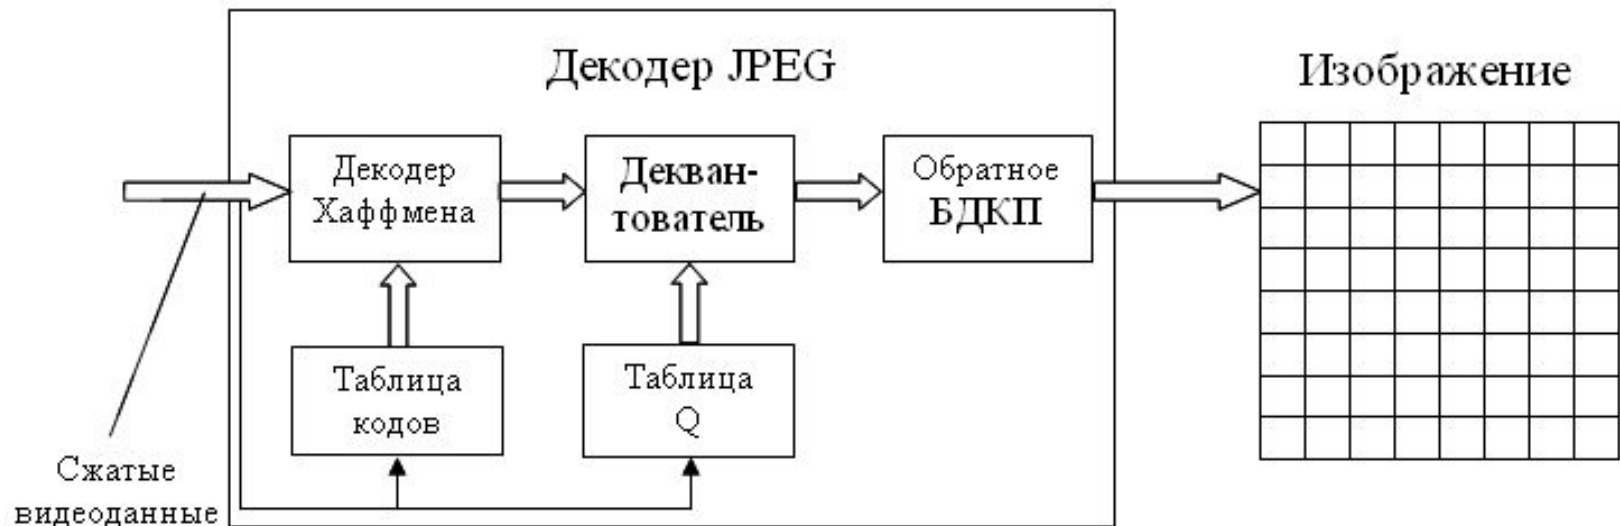 Декодер JPEG
Изображение
Декодер
Хаффмена
Декван-
тователь
Обратное
БДКП
Таблица
кодов
Таблица
Q
Сжатые
видеоданные